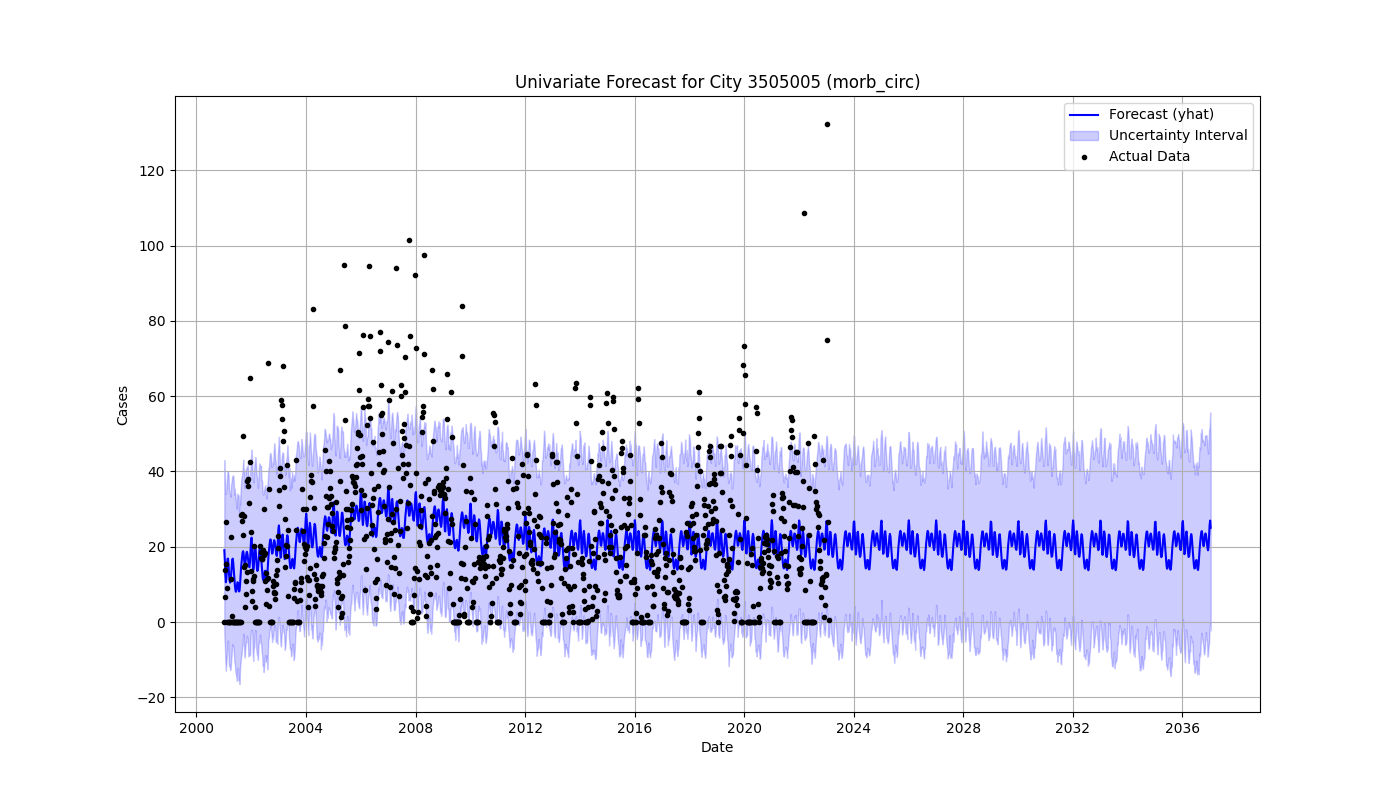 Univariate Forecast for City 3505005 (morb_circ)
Forecast (yhat)
Uncertainty Interval
Actual Data
Cases
120
100
80
60
40
20
0
−20
2000 2004 2008 2012 2016 2020 2024 2028 2032 2036
Date